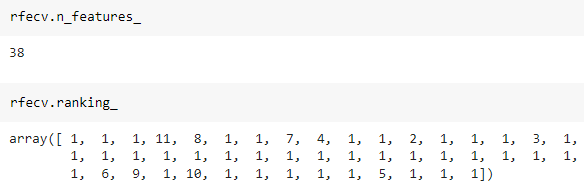 rfecv.n_features_
38
rfecv.ranking_
array([ 1,  1,  1, 11,  8,  1,  1,  7,  4,  1,  1,  2,  1,  1,  1,  3,  1,
        1,  1,  1,  1,  1,  1,  1,  1,  1,  1,  1,  1,  1,  1,  1,  1,  1,
        1,  6,  9,  1, 10,  1,  1,  1,  1,  1,  5,  1,  1,  1])